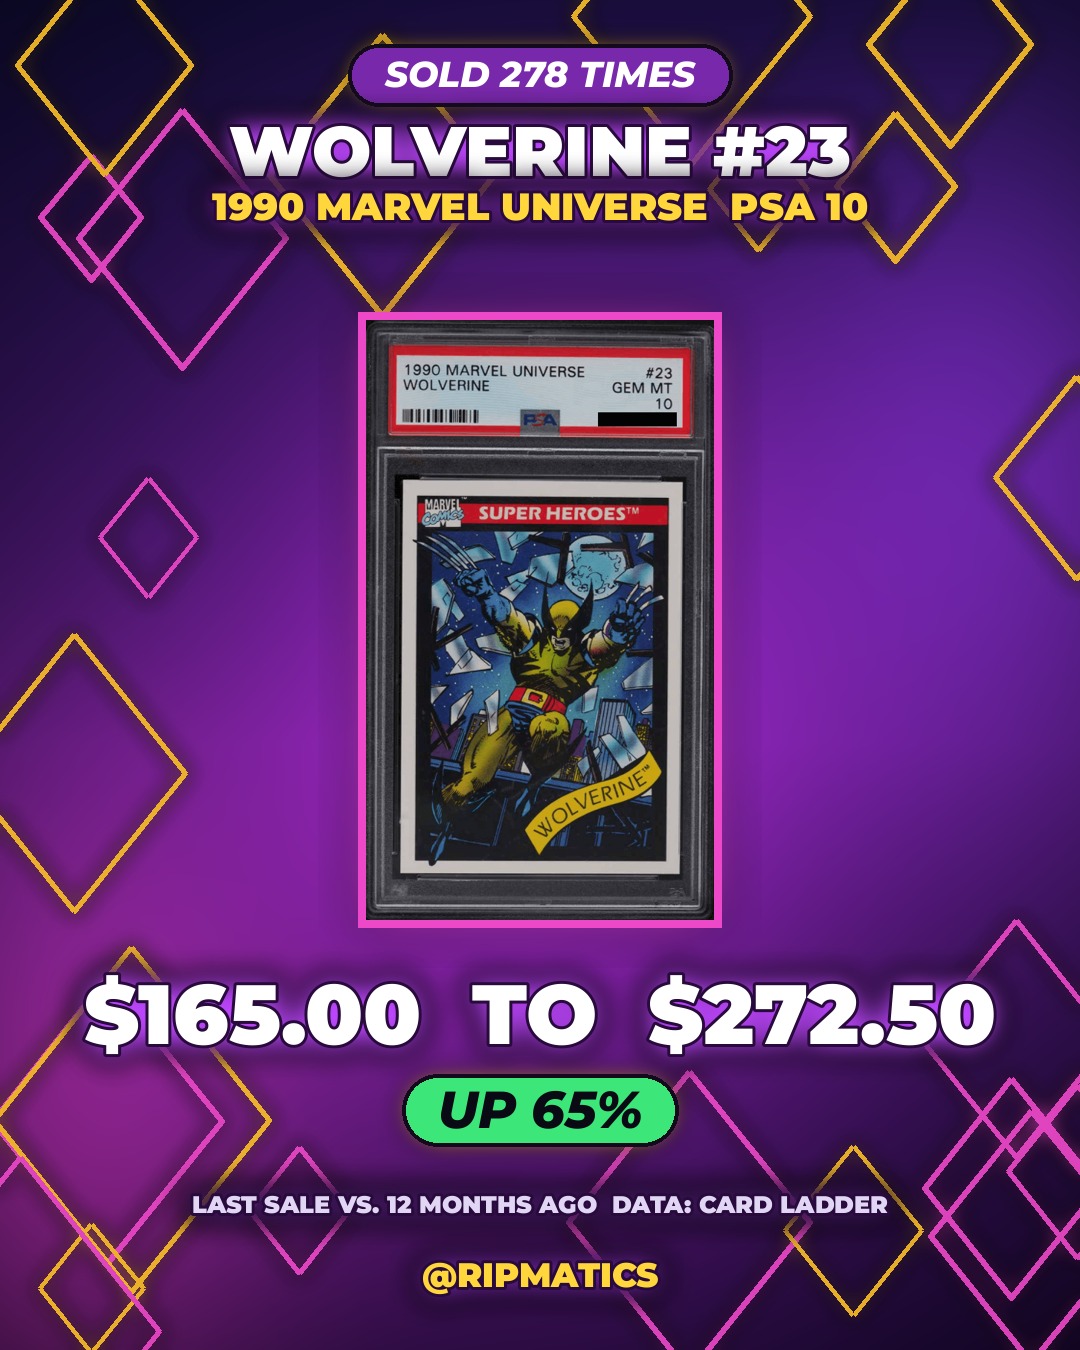 SOLD 278 TIMES
WOLVERINE #23
1990 MARVEL UNIVERSE PSA 10
1990 MARVEL UNIVERSE #23
WOLVERINE GEM MT
10
PSA
MARVEL COMICS
SUPER HEROES™
WOLVERINE™
$165.00 TO $272.50
UP 65%
LAST SALE VS. 12 MONTHS AGO DATA: CARD LADDER
@RIPMATICS